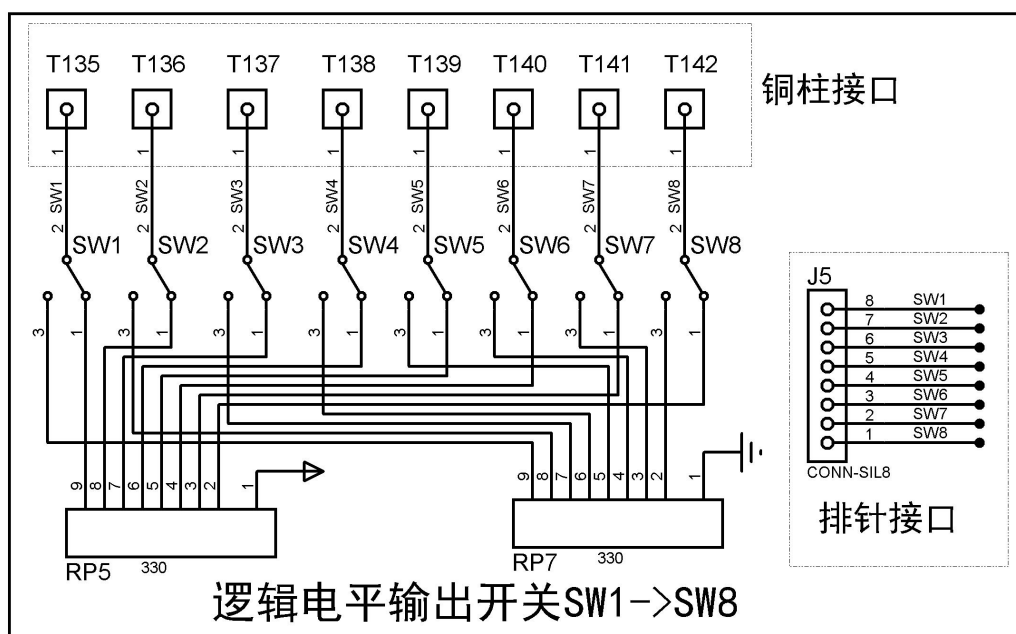 T135 T136 T137 T138 T139 T140 T141 T142
铜柱接口
1 1 1 1 1 1 1 1
SW1 SW2 SW3 SW4 SW5 SW6 SW7 SW8
2 2 2 2 2 2 2 2
SW1 SW2 SW3 SW4 SW5 SW6 SW7 SW8
3 1 3 1 3 1 3 1 3 1 3 1 3 1 3 1
J5
8 SW1
7 SW2
6 SW3
5 SW4
4 SW5
3 SW6
2 SW7
1 SW8
CONN-SIL8
排针接口
9 8 7 6 5 4 3 2 1
RP5 330
9 8 7 6 5 4 3 2 1
RP7 330
逻辑电平输出开关SW1->SW8